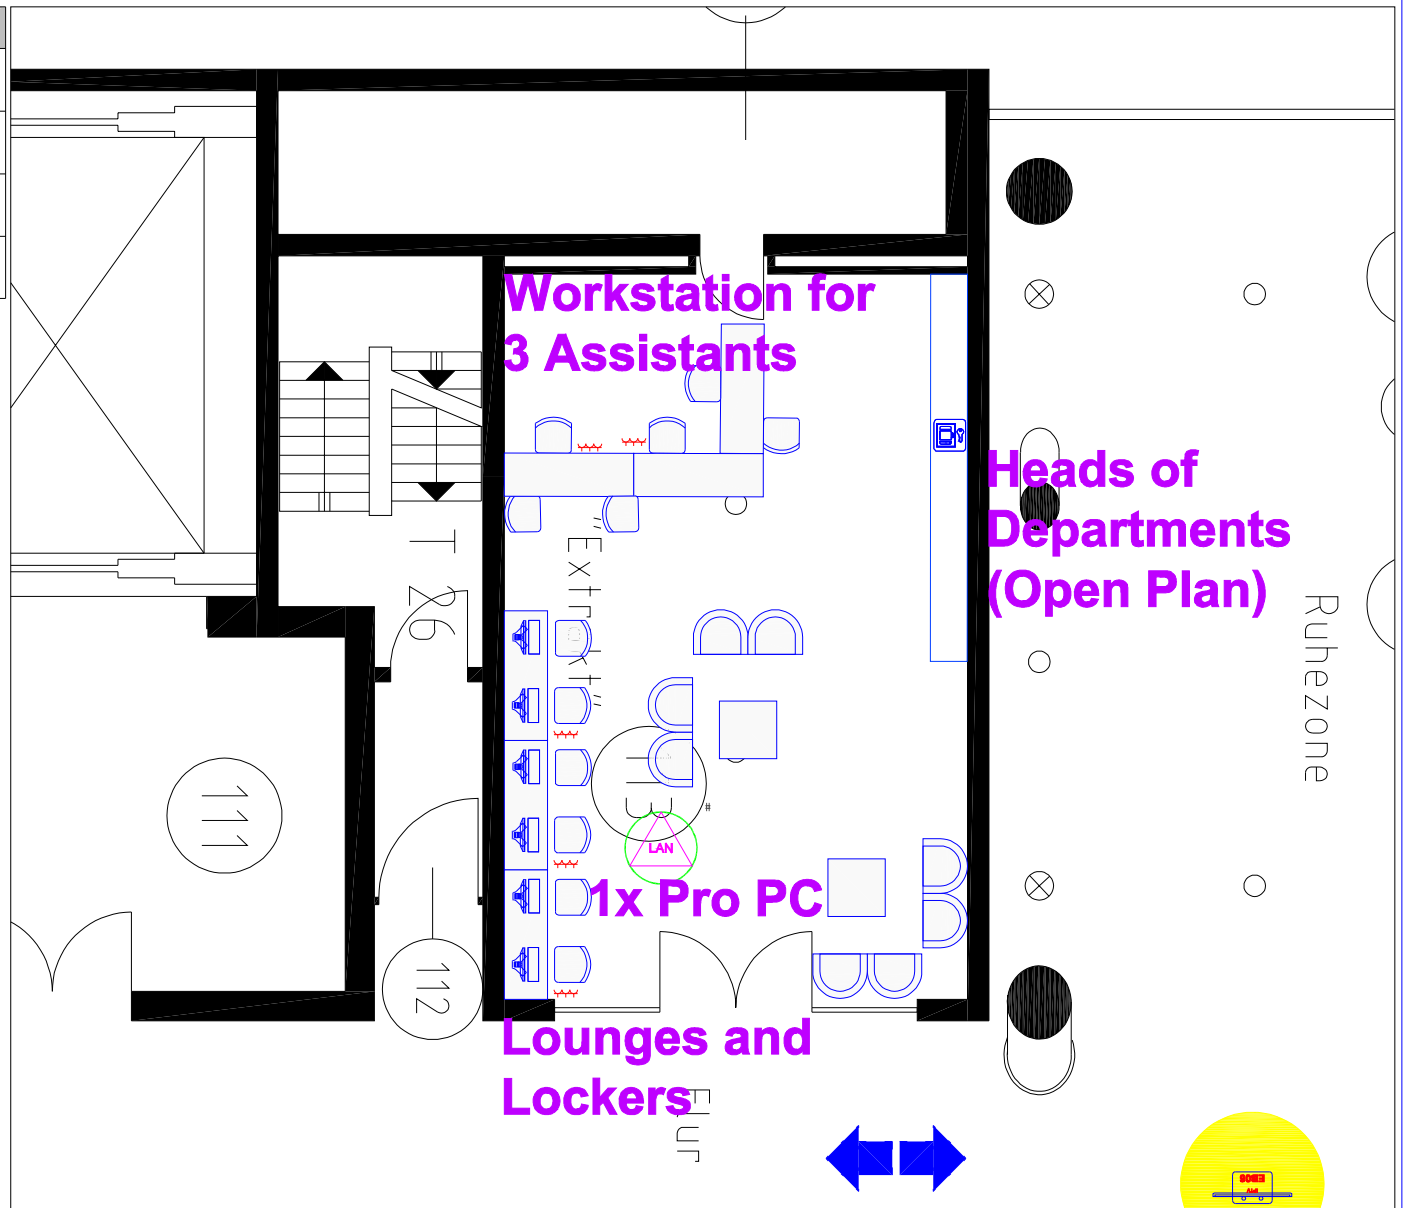 Workstation for
3 Assistants
Heads of
Departments
(Open Plan)
T 26
"Extrakt"
Ruhezone
111
113
#
LAN
1x Pro PC
112
Lounges and
Lockers
Flur